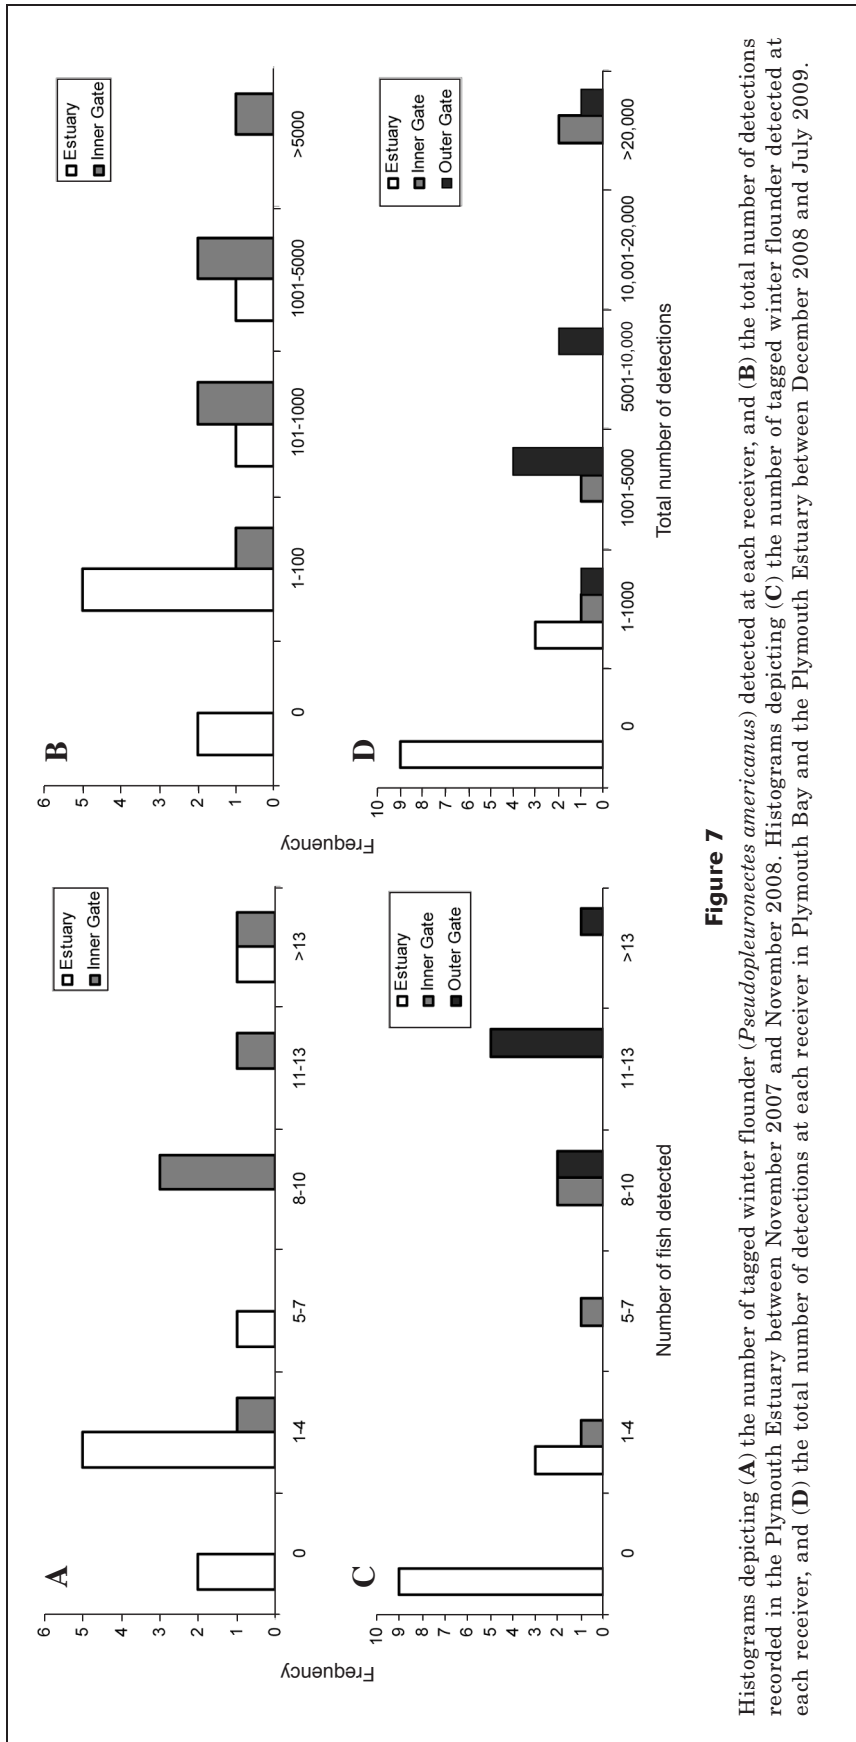 A
Estuary
Inner Gate
6
5
4
3
2
1
0
0
1-4
5-7
8-10
11-13
>13
B
Estuary
Inner Gate
6
5
4
3
2
1
0
0
1-100
101-1000
1001-5000
>5000
Frequency
Frequency
C
Estuary
Inner Gate
Outer Gate
10
9
8
7
6
5
4
3
2
1
0
0
1-4
5-7
8-10
11-13
>13
Number of fish detected
D
Estuary
Inner Gate
Outer Gate
10
9
8
7
6
5
4
3
2
1
0
0
1-1000
1001-5000
5001-10,000
10,001-20,000
>20,000
Total number of detections
Figure 7
Histograms depicting (A) the number of tagged winter flounder (Pseudopleuronectes americanus) detected at each receiver, and (B) the total number of detections
recorded in the Plymouth Estuary between November 2007 and November 2008. Histograms depicting (C) the number of tagged winter flounder detected at
each receiver, and (D) the total number of detections at each receiver in Plymouth Bay and the Plymouth Estuary between December 2008 and July 2009.